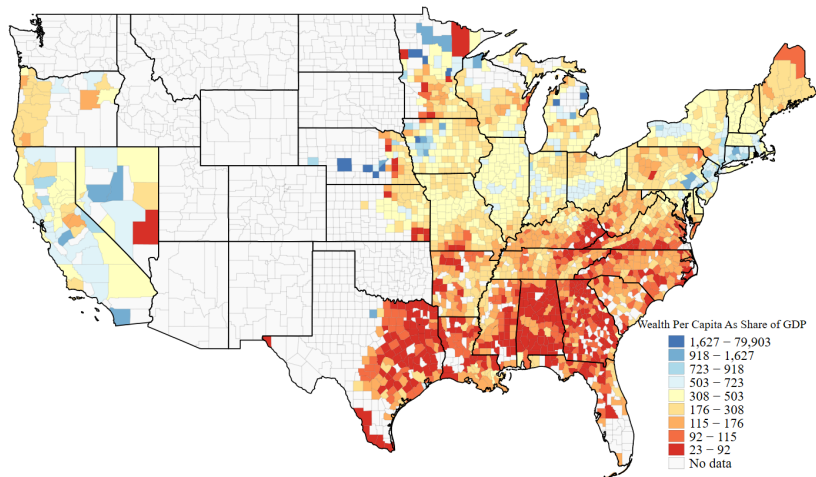 Wealth Per Capita As Share of GDP
1,627 − 79,903
918 − 1,627
723 − 918
503 − 723
308 − 503
176 − 308
115 − 176
92 − 115
23 − 92
No data